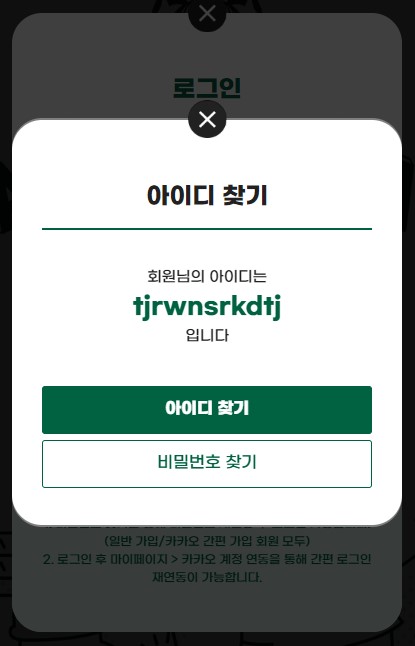 로그인
아이디 찾기
회원님의 아이디는
tjrwnsrkdtj
입니다
아이디 찾기
비밀번호 찾기
(일반 가입/카카오 간편 가입 회원 모두)
2. 로그인 후 마이페이지 > 카카오 계정 연동을 통해 간편 로그인
재연동이 가능합니다.